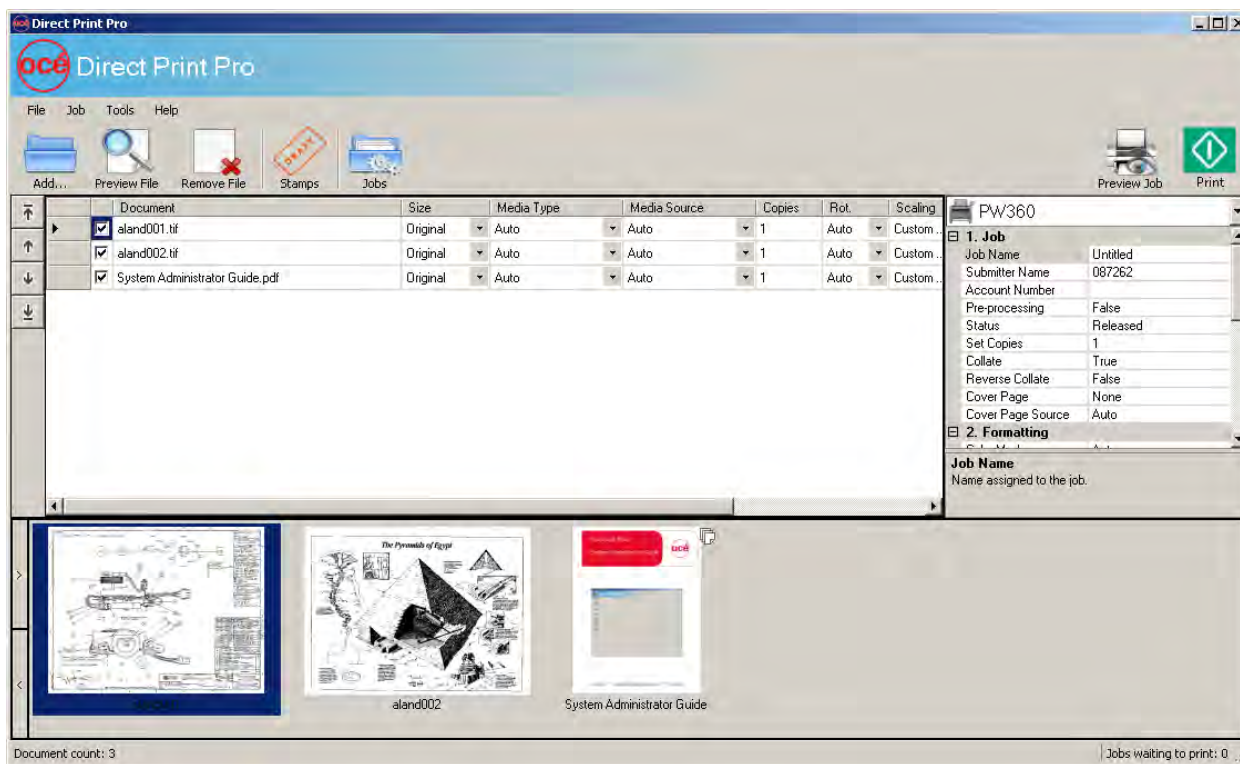 océ Direct Print Pro
océ Direct Print Pro
File Job Tools Help
DRAFT
Add... Preview File Remove File Stamps Jobs Preview Job Print
Document Size Media Type Media Source Copies Rot. Scaling
aland001.tif Original Auto Auto 1 Auto Custom ..
aland002.tif Original Auto Auto 1 Auto Custom ..
System Administrator Guide.pdf Original Auto Auto 1 Auto Custom ..
PW360
1. Job
Job Name Untitled
Submitter Name 087262
Account Number
Pre-processing False
Status Released
Set Copies 1
Collate True
Reverse Collate False
Cover Page None
Cover Page Source Auto
2. Formatting
Job Name
Name assigned to the job.
The Pyramids of Egypt
océ
aland002
System Administrator Guide
Document count: 3
Jobs waiting to print: 0